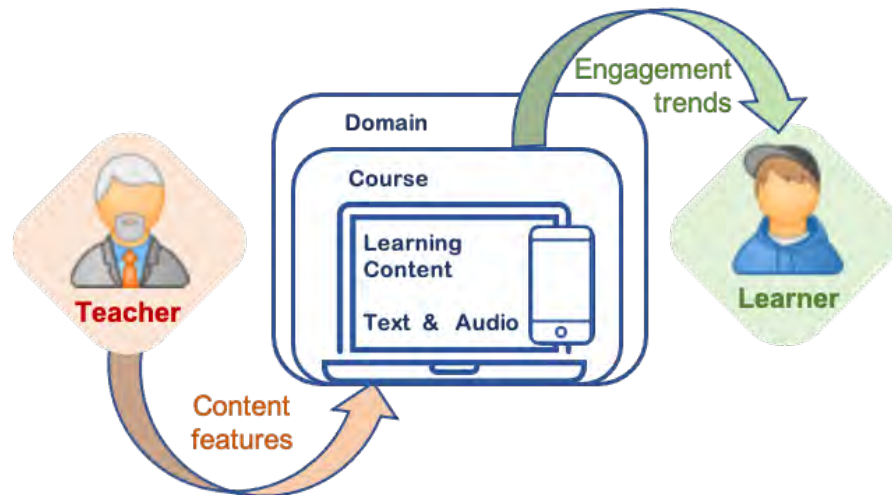 Engagement
trends
Domain
Course
Learning
Content
Text & Audio
Teacher
Learner
Content
features